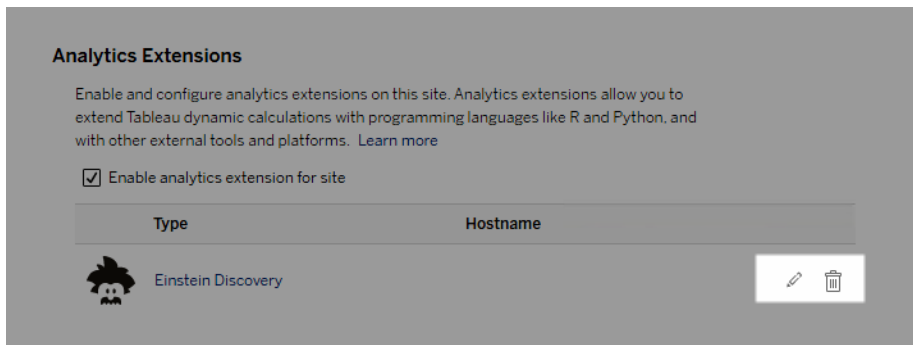 Analytics Extensions
Enable and configure analytics extensions on this site. Analytics extensions allow you to
extend Tableau dynamic calculations with programming languages like R and Python, and
with other external tools and platforms. Learn more
Enable analytics extension for site
Type Hostname
Einstein Discovery